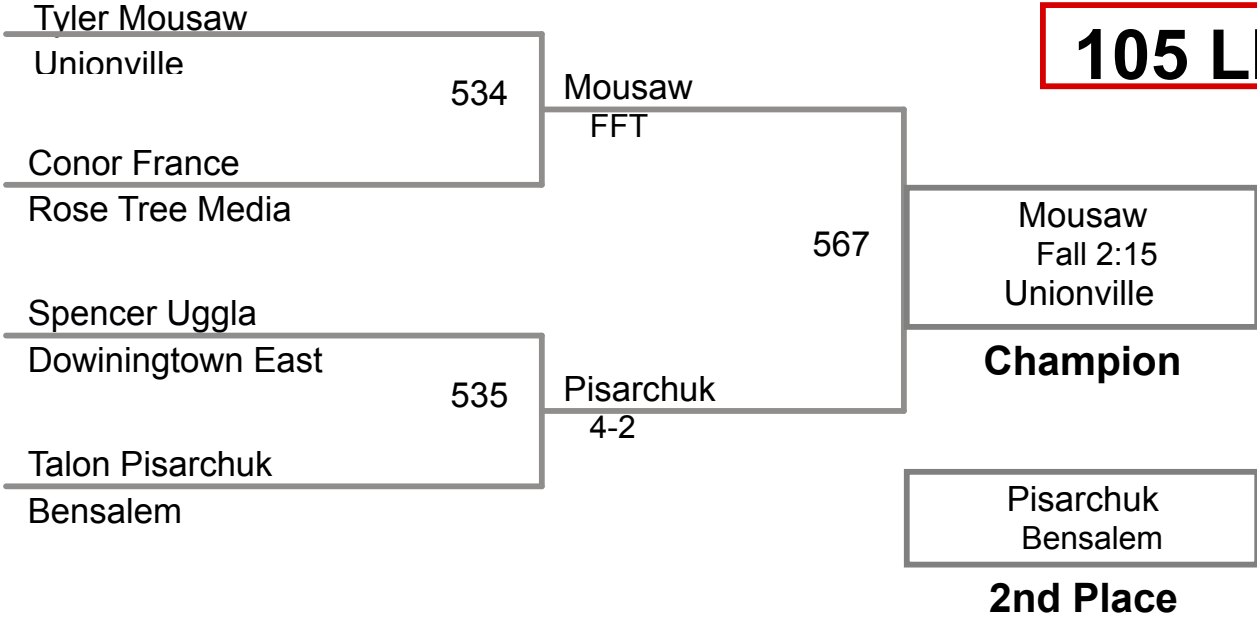 Tyler Mousaw
Unionville
534
Conor France
Rose Tree Media
Mousaw
FFT
Spencer Uggla
Dowiningtown East
535
Talon Pisarchuk
Bensalem
Pisarchuk
4-2
567
105
Mousaw
Fall 2:15
Unionville
Champion
Pisarchuk
Bensalem
2nd Place